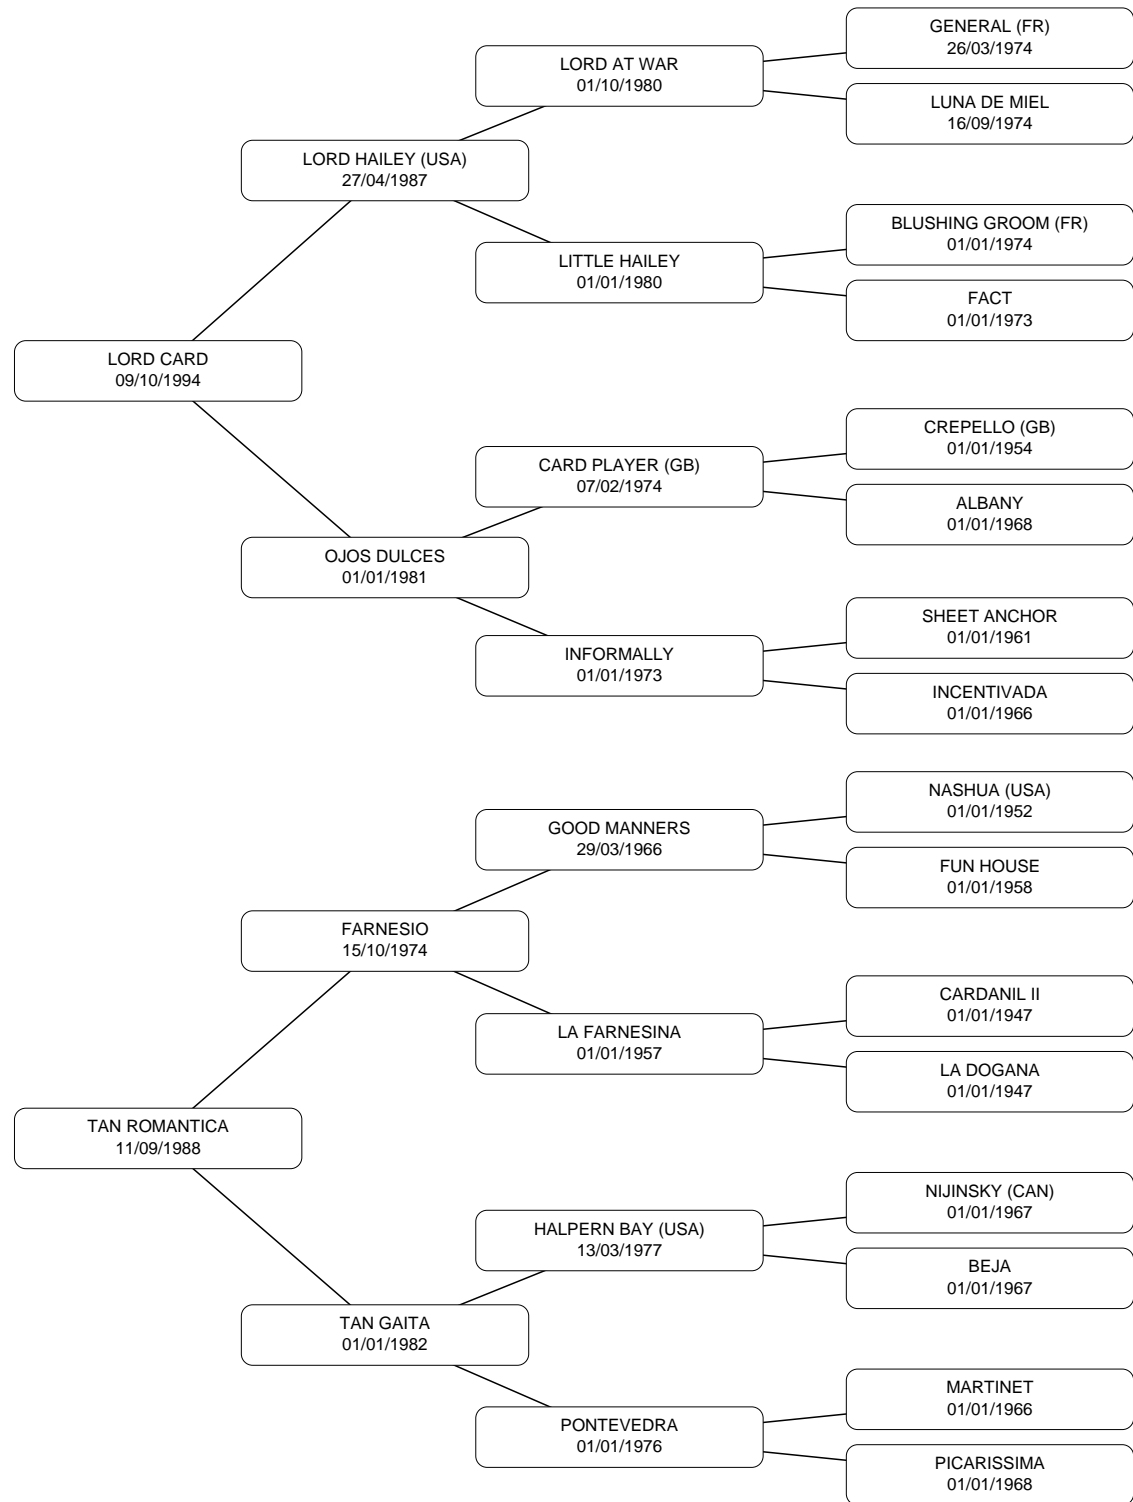 GENERAL (FR)
26/03/1974
LORD AT WAR
01/10/1980
LUNA DE MIEL
16/09/1974
LORD HAILEY (USA)
27/04/1987
BLUSHING GROOM (FR)
01/01/1974
LITTLE HAILEY
01/01/1980
FACT
01/01/1973
LORD CARD
09/10/1994
CREPELLO (GB)
01/01/1954
CARD PLAYER (GB)
07/02/1974
ALBANY
01/01/1968
OJOS DULCES
01/01/1981
SHEET ANCHOR
01/01/1961
INFORMALLY
01/01/1973
INCENTIVADA
01/01/1966
NASHUA (USA)
01/01/1952
GOOD MANNERS
29/03/1966
FUN HOUSE
01/01/1958
FARNESIO
15/10/1974
CARDANIL II
01/01/1947
LA FARNESINA
01/01/1957
LA DOGANA
01/01/1947
TAN ROMANTICA
11/09/1988
NIJINSKY (CAN)
01/01/1967
HALPERN BAY (USA)
13/03/1977
BEJA
01/01/1967
TAN GAITA
01/01/1982
MARTINET
01/01/1966
PONTEVEDRA
01/01/1976
PICARISSIMA
01/01/1968